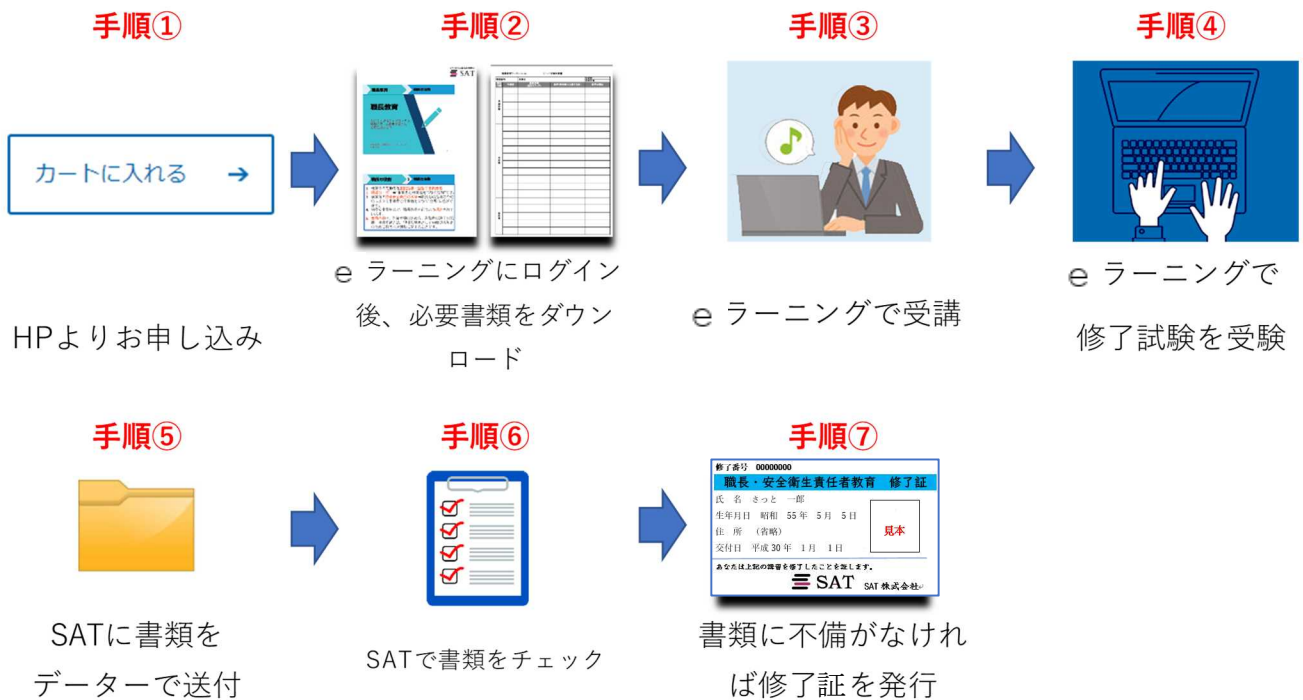 手順①
手順②
手順③
手順④
カートに入れる →
SAT
職長教育
HPよりお申し込み
e ラーニングにログイン
後、必要書類をダウン
ロード
e ラーニングで受講
e ラーニングで
修了試験を受験
手順⑤
手順⑥
手順⑦
修了番号 00000000
職長・安全衛生責任者教育 修了証
氏 名 さっと 一郎
生年月日 昭和 55年 5月 5日
住 所 (省略)
見本
交付日 平成30年 1月 1日
あなたは上記の講習を修了したことを証します。
SAT SAT 株式会社
SATに書類を
データーで送付
SATで書類をチェック
書類に不備がなけれ
ば修了証を発行